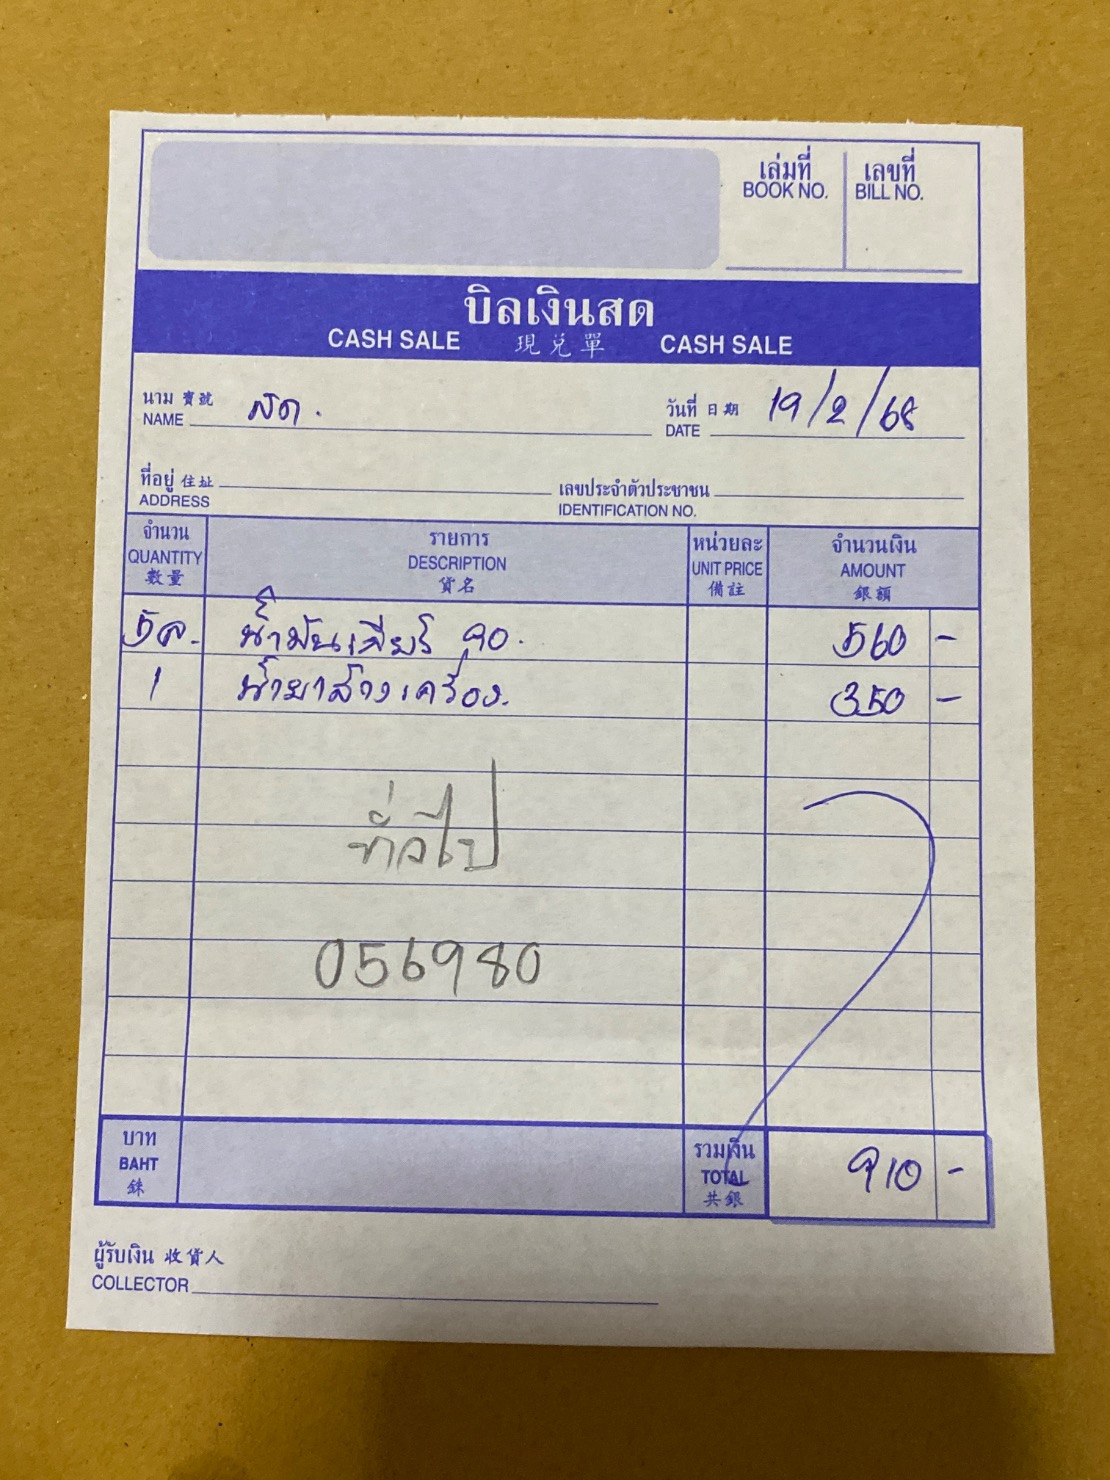 เล่มที่ เลขที่
BOOK NO. BILL NO.
บิลเงินสด
CASH SALE 現兌單 CASH SALE
นาม 寶號 สด. วันที่ 日期 19/2/68
NAME DATE
ที่อยู่ 住址 เลขประจำตัวประชาชน
ADDRESS IDENTIFICATION NO.
จำนวน รายการ หน่วยละ จำนวนเงิน
QUANTITY DESCRIPTION UNIT PRICE AMOUNT
數量 貨名 備註 銀額
5ล. น้ำมันเกียร์ 90. 560 -
1 น้ำยาล้างเครื่อง. 350 -
ทั่วไป
056980
บาท รวมเงิน
BAHT TOTAL 910 -
銖 共銀
ผู้รับเงิน 收貨人
COLLECTOR